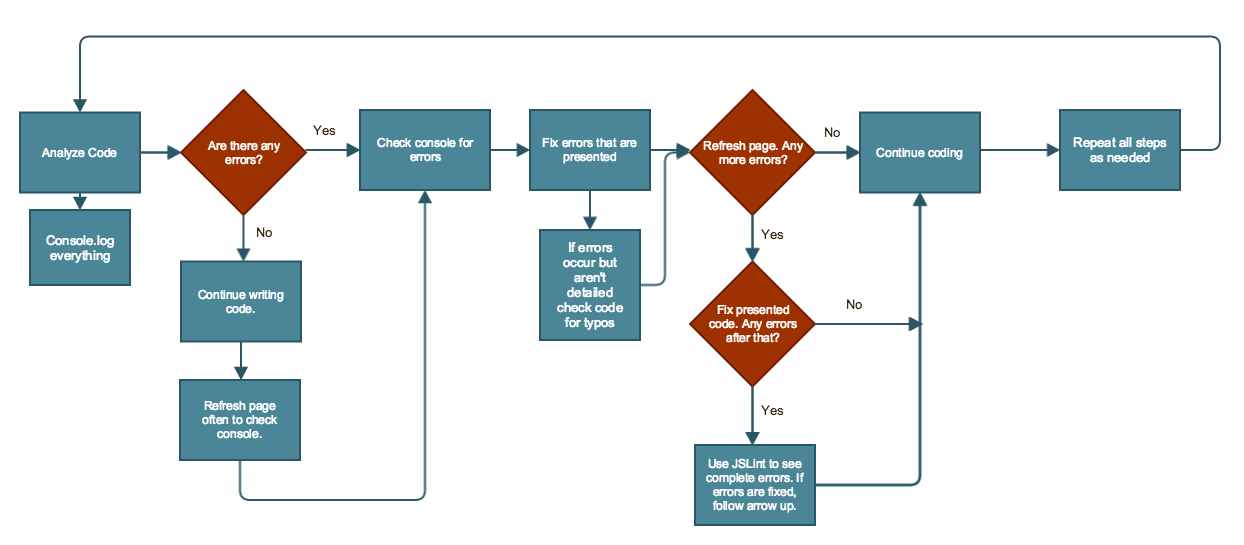 Analyze Code
Console.log
everything
Are there any
errors?
Yes
No
Continue writing
code.
Refresh page
often to check
console.
Check console for
errors
Fix errors that are
presented
If errors
occur but
aren't
detailed
check code
for typos
Refresh page. Any
more errors?
No
Yes
Fix presented
code. Any errors
after that?
No
Yes
Use JSLint to see
complete errors. If
errors are fixed,
follow arrow up.
Continue coding
Repeat all steps
as needed